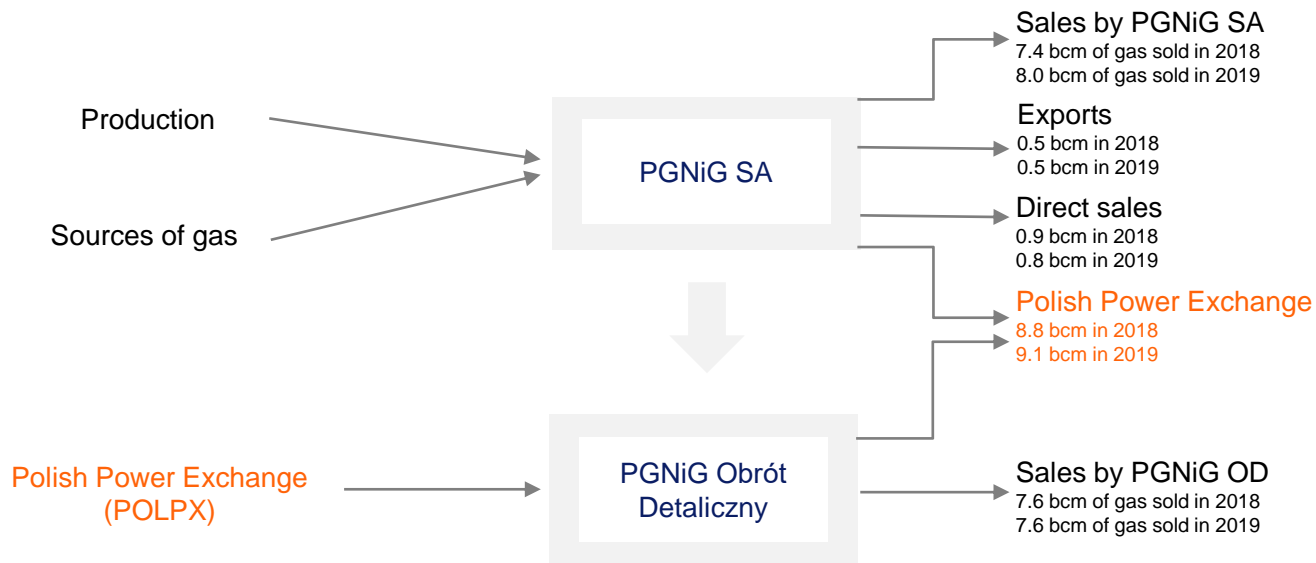 Production
Sources of gas
PGNiG SA
Sales by PGNiG SA
7.4 bcm of gas sold in 2018
8.0 bcm of gas sold in 2019
Exports
0.5 bcm in 2018
0.5 bcm in 2019
Direct sales
0.9 bcm in 2018
0.8 bcm in 2019
Polish Power Exchange
8.8 bcm in 2018
9.1 bcm in 2019
Polish Power Exchange
(POLPX)
PGNiG Obrót
Detaliczny
Sales by PGNiG OD
7.6 bcm of gas sold in 2018
7.6 bcm of gas sold in 2019